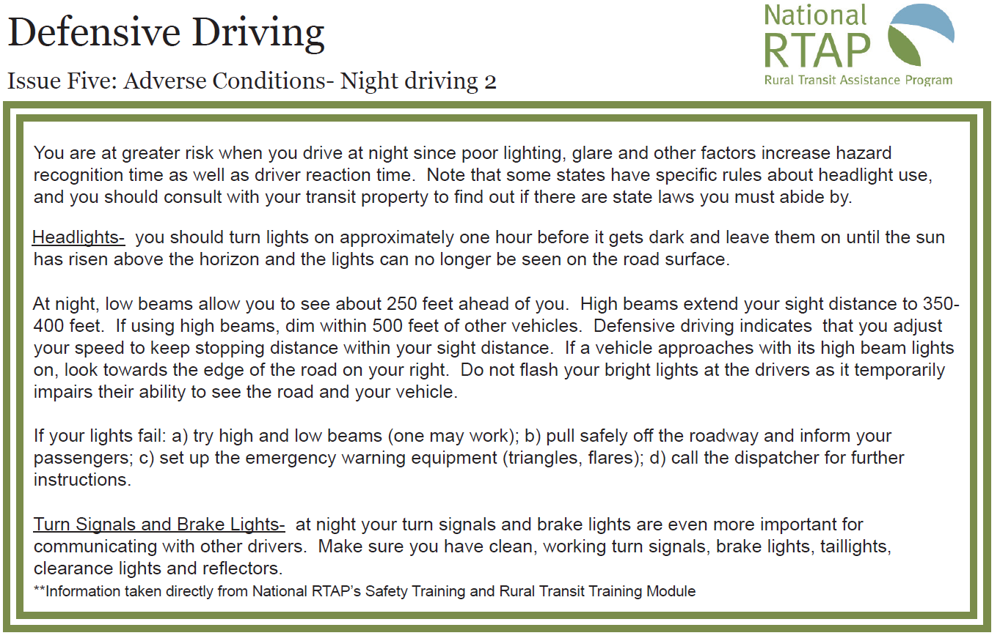 Defensive Driving
National
RTAP
Rural Transit Assistance Program
Issue Five: Adverse Conditions- Night driving 2
You are at greater risk when you drive at night since poor lighting, glare and other factors increase hazard
recognition time as well as driver reaction time.  Note that some states have specific rules about headlight use,
and you should consult with your transit property to find out if there are state laws you must abide by.
Headlights-  you should turn lights on approximately one hour before it gets dark and leave them on until the sun
has risen above the horizon and the lights can no longer be seen on the road surface.
At night, low beams allow you to see about 250 feet ahead of you.  High beams extend your sight distance to 350-
400 feet.  If using high beams, dim within 500 feet of other vehicles.  Defensive driving indicates  that you adjust
your speed to keep stopping distance within your sight distance.  If a vehicle approaches with its high beam lights
on, look towards the edge of the road on your right.  Do not flash your bright lights at the drivers as it temporarily
impairs their ability to see the road and your vehicle.
If your lights fail: a) try high and low beams (one may work); b) pull safely off the roadway and inform your
passengers; c) set up the emergency warning equipment (triangles, flares); d) call the dispatcher for further
instructions.
Turn Signals and Brake Lights-  at night your turn signals and brake lights are even more important for
communicating with other drivers.  Make sure you have clean, working turn signals, brake lights, taillights,
clearance lights and reflectors.
**Information taken directly from National RTAP's Safety Training and Rural Transit Training Module